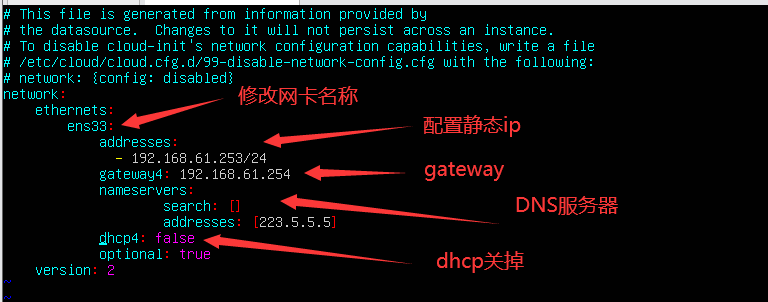 # This file is generated from information provided by
# the datasource.  Changes to it will not persist across an instance.
# To disable cloud-init's network configuration capabilities, write a file
# /etc/cloud/cloud.cfg.d/99-disable-network-config.cfg with the following:
# network: {config: disabled}
network:
修改网卡名称
    ethernets:
        ens33:
配置静态ip
            addresses:
              - 192.168.61.253/24
            gateway4: 192.168.61.254
gateway
            nameservers:
                    search: []
DNS服务器
                    addresses: [223.5.5.5]
            dhcp4: false
            optional: true
dhcp关掉
    version: 2
~
~